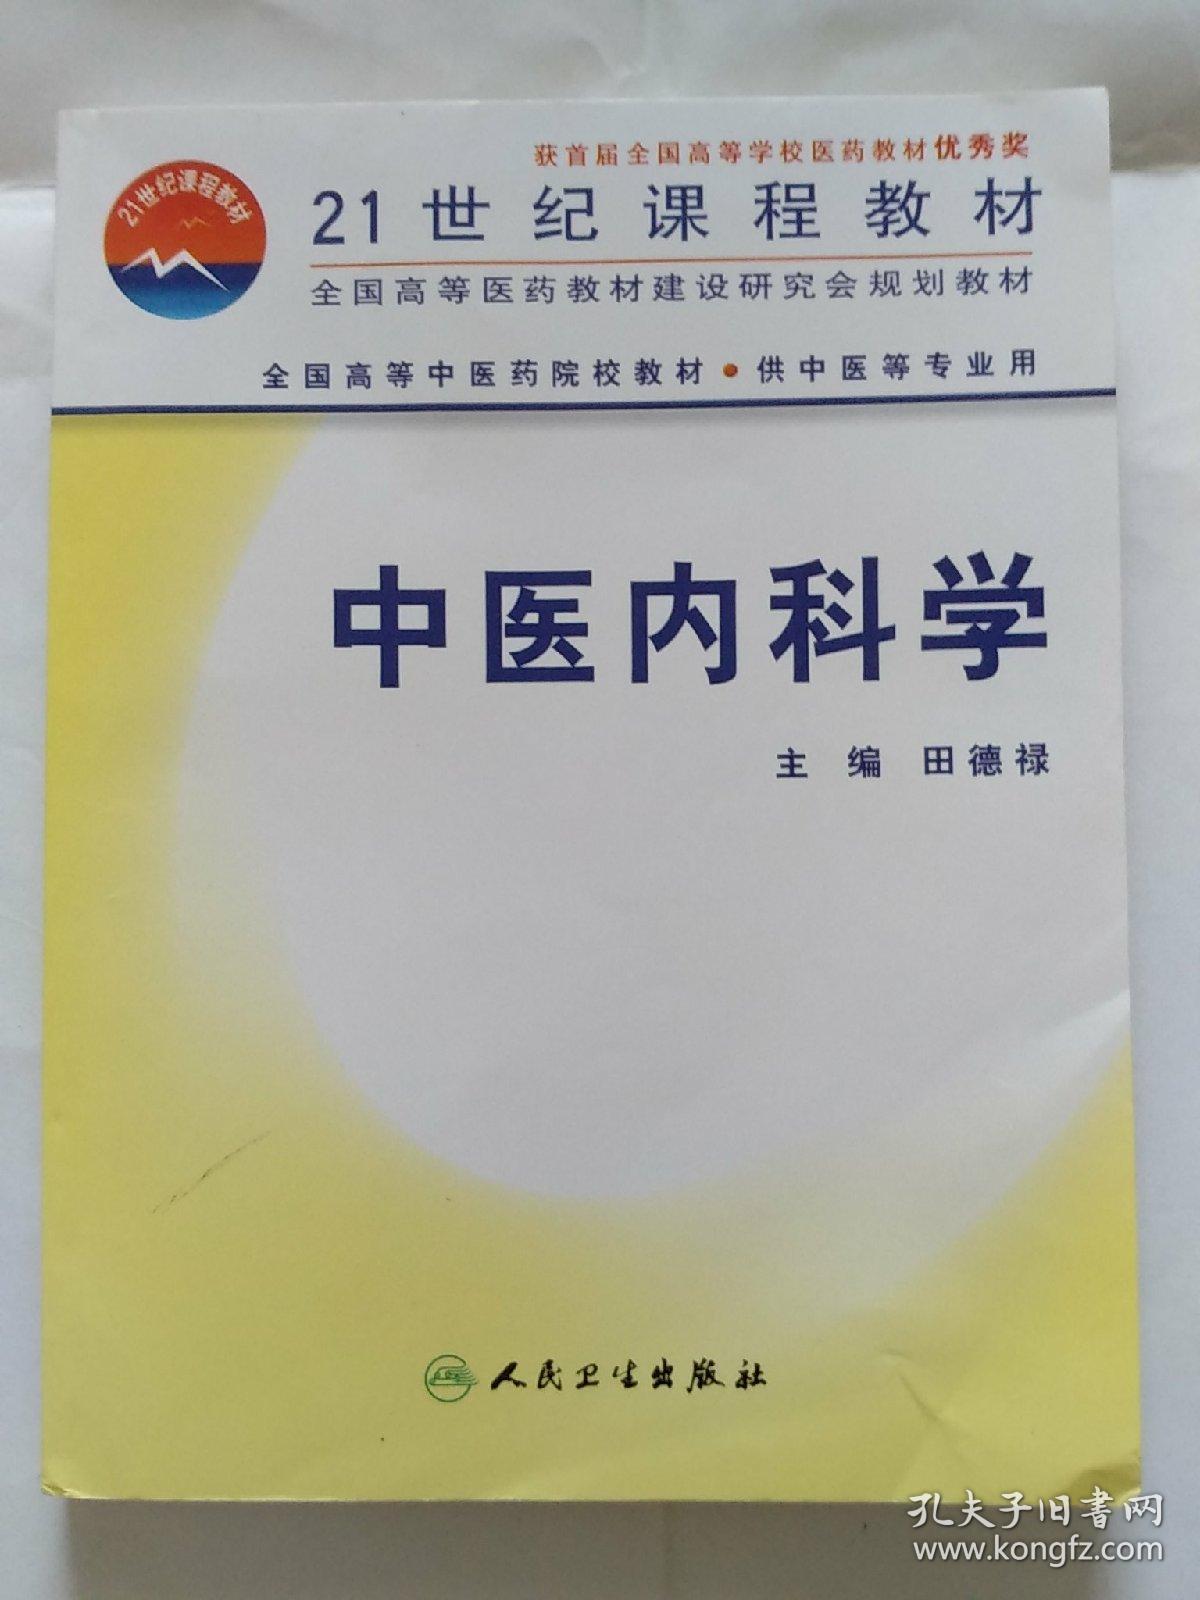 获首届全国高等学校医药教材优秀奖
21世纪课程教材
21世纪课程教材
全国高等医药教材建设研究会规划教材
全国高等中医药院校教材·供中医等专业用
中医内科学
主编 田德禄
人民卫生出版社
孔夫子旧书网
www.kongfz.com